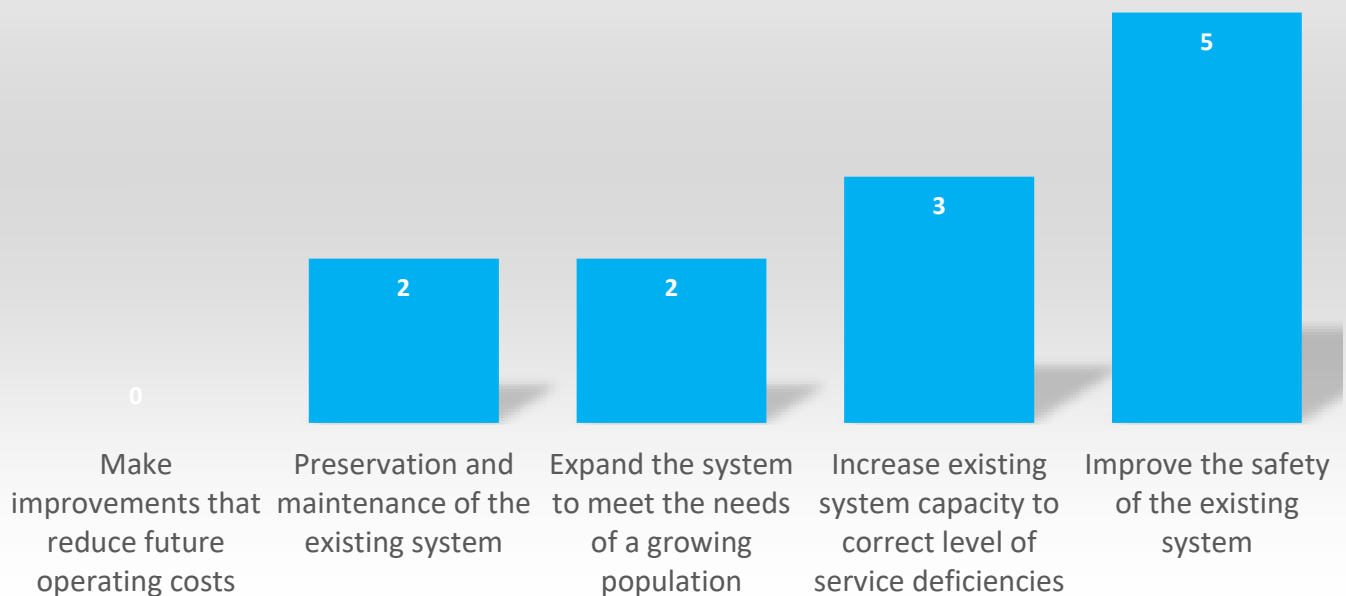 5
3
2
2
0
Make
improvements that
reduce future
operating costs
Preservation and
maintenance of the
existing system
Expand the system
to meet the needs
of a growing
population
Increase existing
system capacity to
correct level of
service deficiencies
Improve the safety
of the existing
system